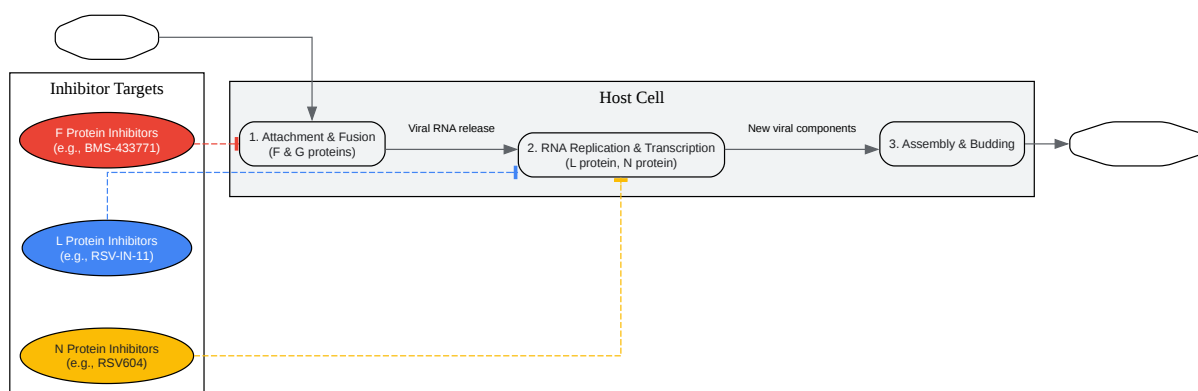 Inhibitor Targets
F Protein Inhibitors
(e.g., BMS-433771)
L Protein Inhibitors
(e.g., RSV-IN-11)
N Protein Inhibitors
(e.g., RSV604)
Host Cell
1. Attachment & Fusion
(F & G proteins)
Viral RNA release
2. RNA Replication & Transcription
(L protein, N protein)
New viral components
3. Assembly & Budding